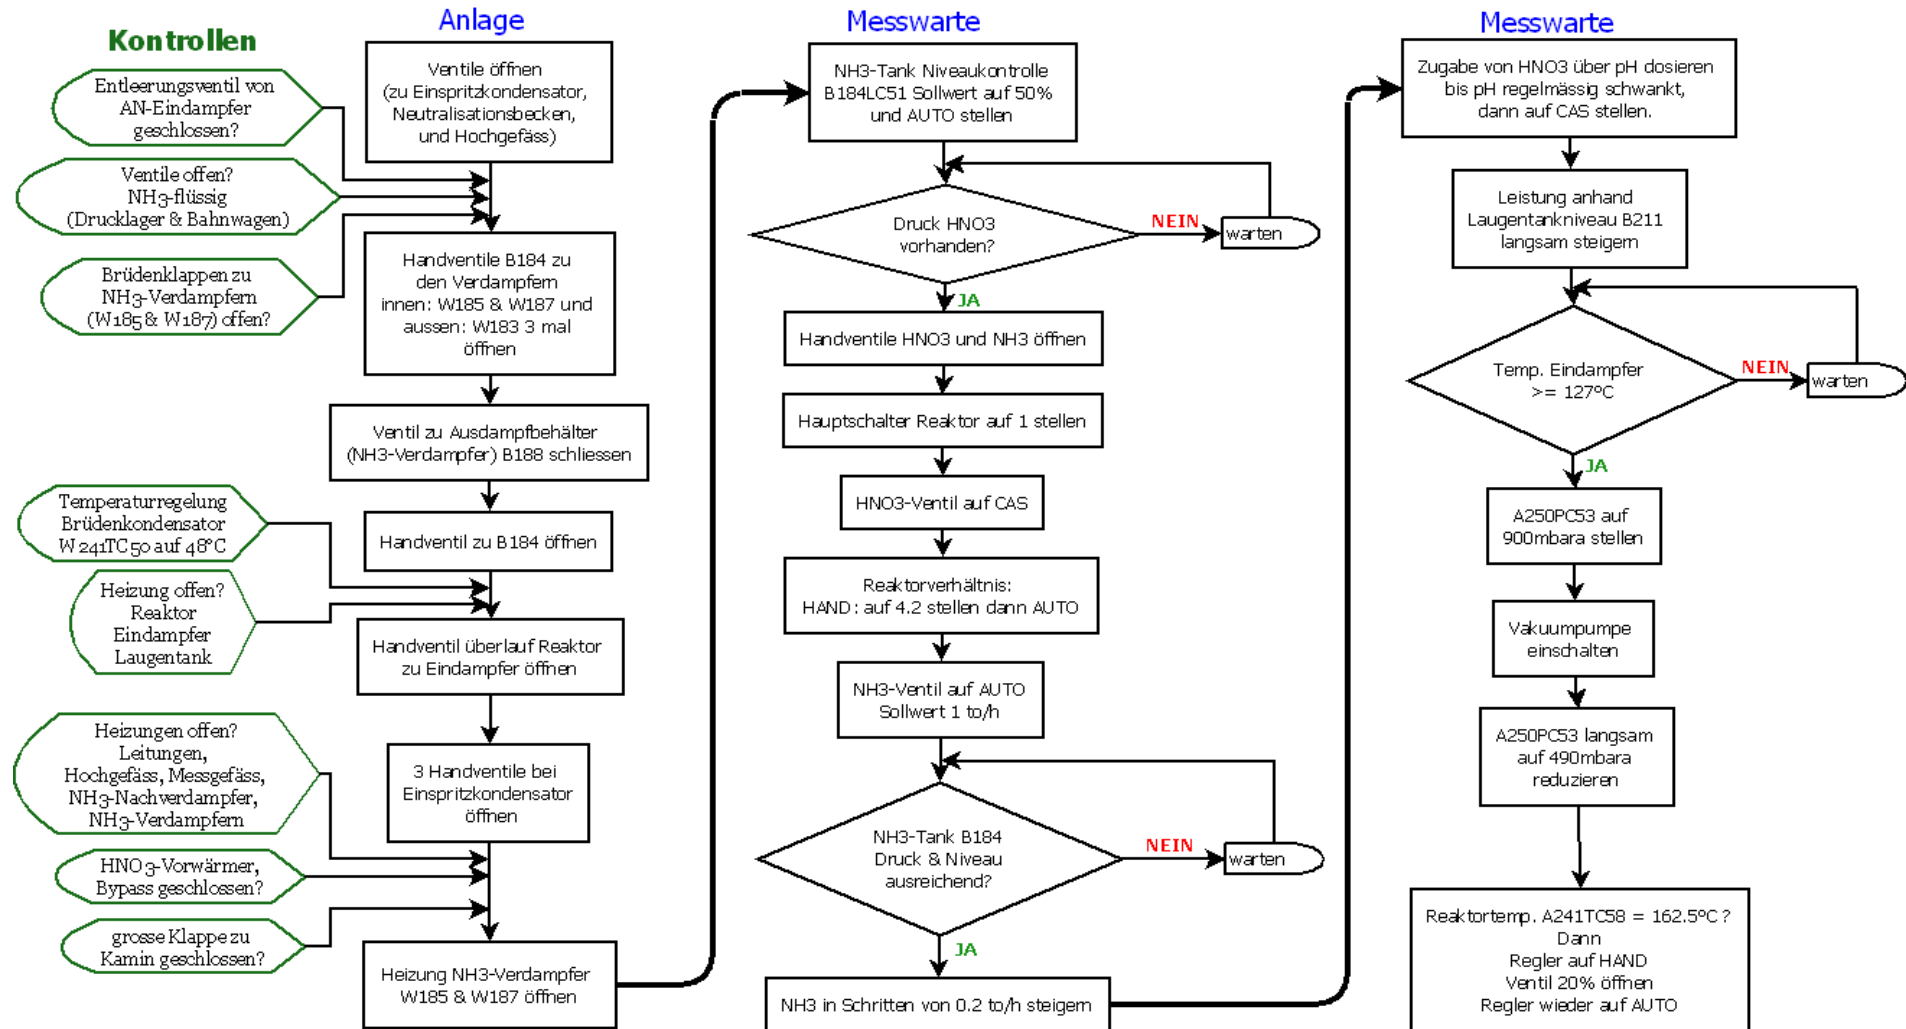 Kontrollen
Entleerungsventil von
AN-Eindampfer
geschlossen?
Ventile offen?
NH3-flüssig
(Drucklager & Bahnwagen)
Brüdenklappen zu
NH3-Verdampfern
(W185 & W187) offen?
Temperaturregelung
Brüdenkondensator
W241TC50 auf 48°C
Heizung offen?
Reaktor
Eindampfer
Laugentank
Heizungen offen?
Leitungen,
Hochgefäss, Messgefäss,
NH3-Nachverdampfer,
NH3-Verdampfern
HNO3-Vorwärmer,
Bypass geschlossen?
grosse Klappe zu
Kamin geschlossen?
Anlage
Ventile öffnen
(zu Einspritzkondensator,
Neutralisationsbecken,
und Hochgefäss)
Handventile B184 zu
den Verdampfern
innen: W185 & W187 und
aussen: W183 3 mal
öffnen
Ventil zu Ausdampfbehälter
(NH3-Verdampfer) B188 schliessen
Handventil zu B184 öffnen
Handventil überlauf Reaktor
zu Eindampfer öffnen
3 Handventile bei
Einspritzkondensator
öffnen
Heizung NH3-Verdampfer
W185 & W187 öffnen
Messwarte
NH3-Tank Niveaukontrolle
B184LC51 Sollwert auf 50%
und AUTO stellen
Druck HNO3
vorhanden?
NEIN
warten
JA
Handventile HNO3 und NH3 öffnen
Hauptschalter Reaktor auf 1 stellen
HNO3-Ventil auf CAS
Reaktorverhältnis:
HAND: auf 4.2 stellen dann AUTO
NH3-Ventil auf AUTO
Sollwert 1 to/h
NH3-Tank B184
Druck & Niveau
ausreichend?
NEIN
warten
JA
NH3 in Schritten von 0.2 to/h steigern
Messwarte
Zugabe von HNO3 über pH dosieren
bis pH regelmässig schwankt,
dann auf CAS stellen.
Leistung anhand
Laugentankniveau B211
langsam steigern
Temp. Eindampfer
>= 127°C
NEIN
warten
JA
A250PC53 auf
900mbara stellen
Vakuumpumpe
einschalten
A250PC53 langsam
auf 490mbara
reduzieren
Reaktortemp. A241TC58 = 162.5°C ?
Dann
Regler auf HAND
Ventil 20% öffnen
Regler wieder auf AUTO